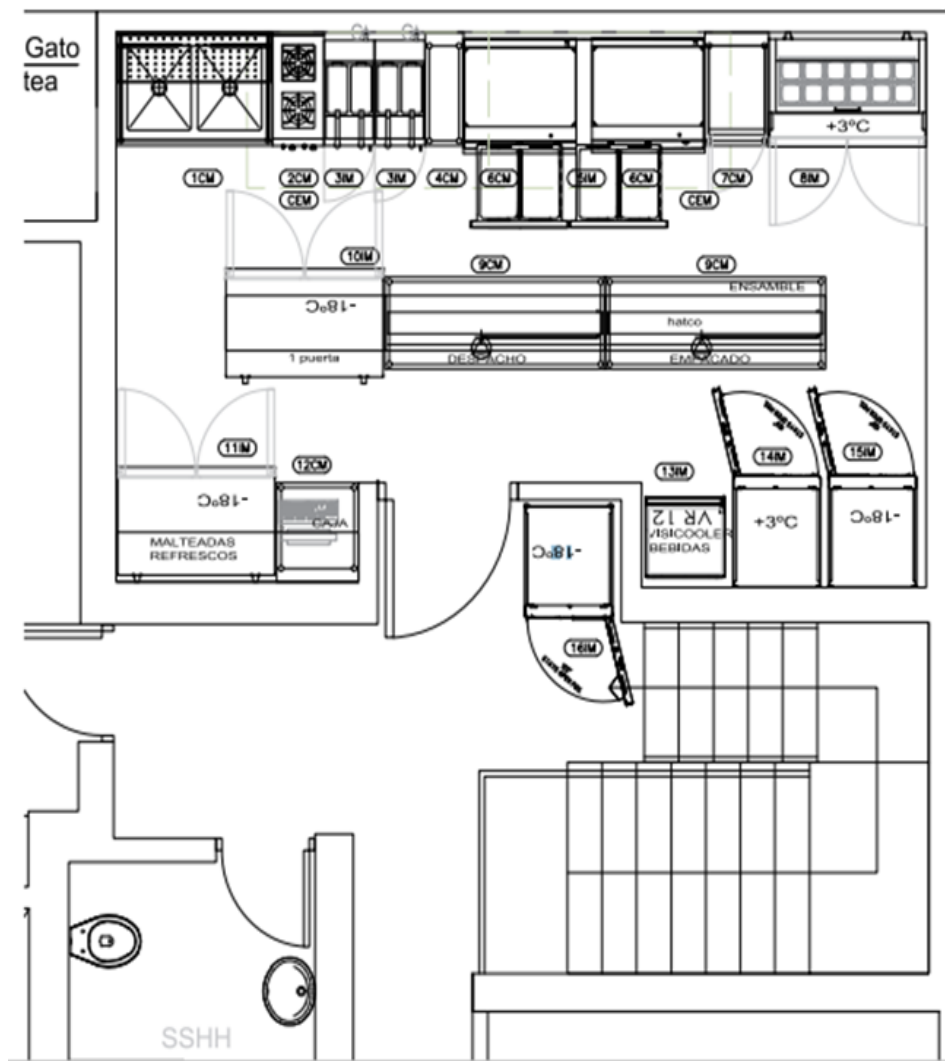 Gato
tea
+3ºC
1CM
2CM
3IM
3IM
4CM
6CM
5IM
6CM
7CM
8IM
CEM
CEM
10IM
9CM
9CM
-18ºC
ENSAMBLE
hatco
1 puerta
DESPACHO
EMPACADO
11IM
12CM
13IM
14IM
15IM
-18ºC
CAJA
VR 12
+3ºC
-18ºC
MALTEADAS
REFRESCOS
VISICOOLER
BEBIDAS
-18ºC
16IM
SSHH